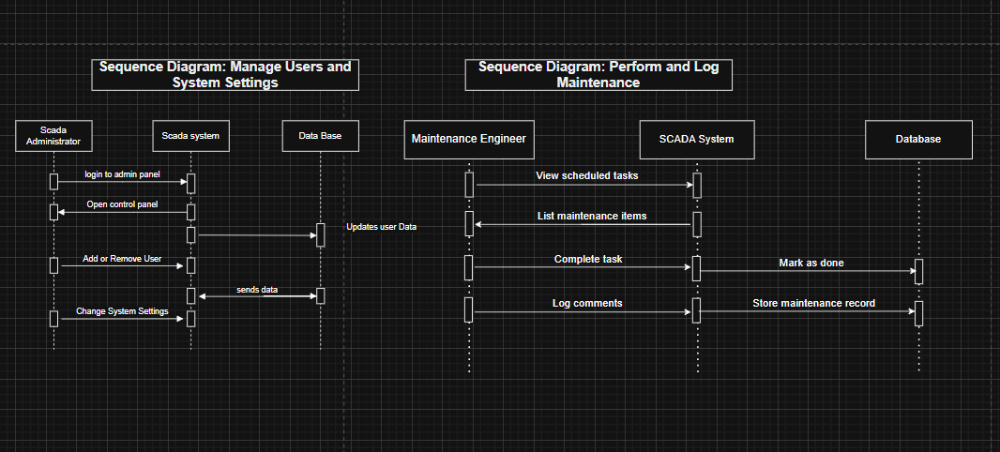 Sequence Diagram: Manage Users and
System Settings
Sequence Diagram: Perform and Log
Maintenance
Scada
Administrator
Scada system
Data Base
Maintenance Engineer
SCADA System
Database
login to admin panel
Open control panel
Updates user Data
Add or Remove User
sends data
Change System Settings
View scheduled tasks
List maintenance items
Complete task
Mark as done
Log comments
Store maintenance record